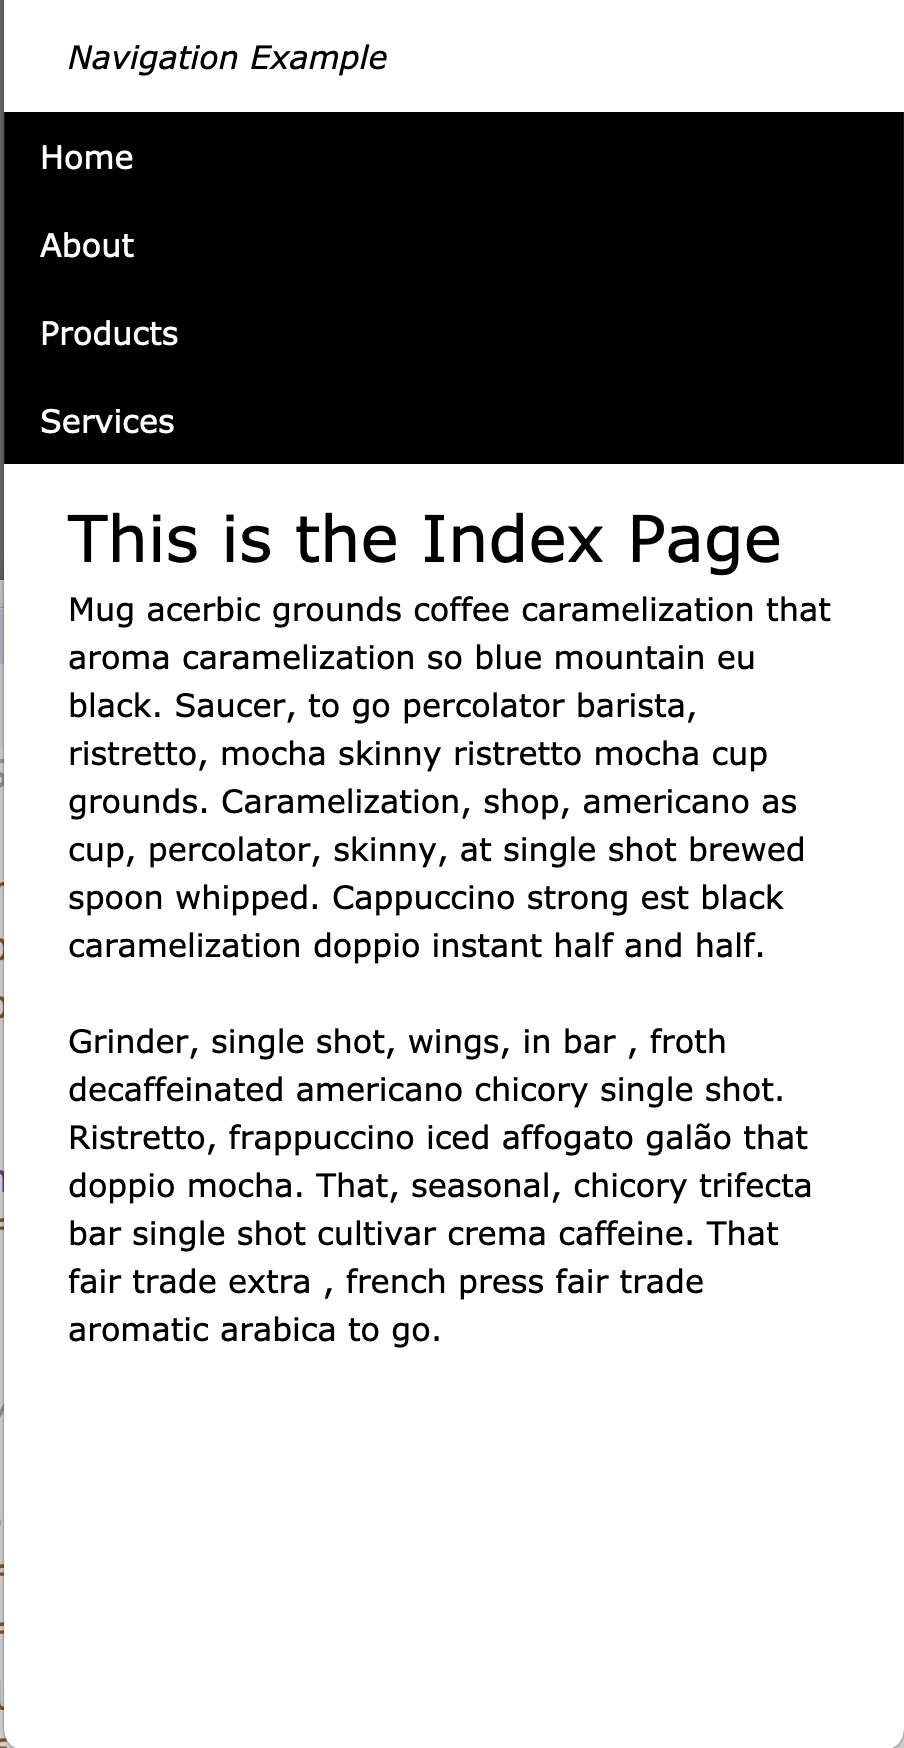 Navigation Example
Home
About
Products
Services
This is the Index Page
Mug acerbic grounds coffee caramelization that
aroma caramelization so blue mountain eu
black. Saucer, to go percolator barista,
ristretto, mocha skinny ristretto mocha cup
grounds. Caramelization, shop, americano as
cup, percolator, skinny, at single shot brewed
spoon whipped. Cappuccino strong est black
caramelization doppio instant half and half.
Grinder, single shot, wings, in bar , froth
decaffeinated americano chicory single shot.
Ristretto, frappuccino iced affogato galão that
doppio mocha. That, seasonal, chicory trifecta
bar single shot cultivar crema caffeine. That
fair trade extra , french press fair trade
aromatic arabica to go.